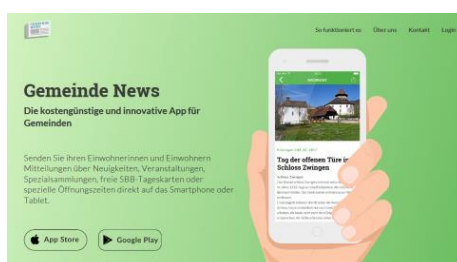 So funktioniert es Über uns Kontakt Login
Gemeinde News
Die kostengünstige und innovative App für
Gemeinden
Senden Sie ihren Einwohnerinnen und Einwohnern
Mitteilungen über Neuigkeiten, Veranstaltungen,
Spezialsammlungen, freie SBB-Tageskarten oder
spezielle Öffnungszeiten direkt auf das Smartphone oder
Tablet.
App Store Google Play
Tag der offenen Türe im
Schloss Zwingen